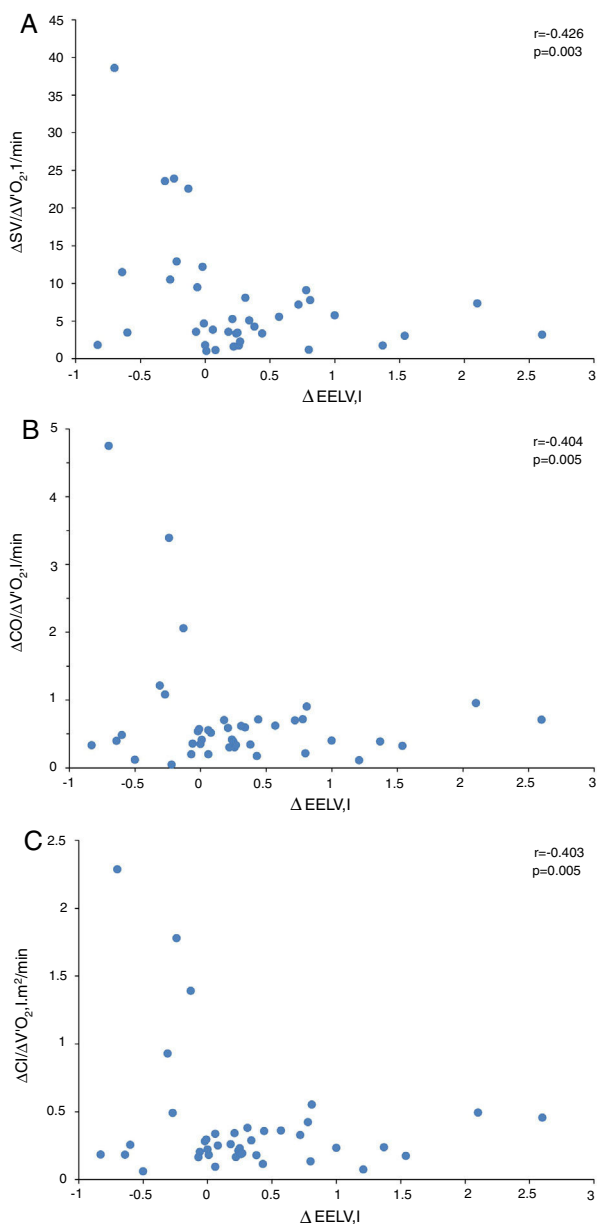 A
r=-0.426
p=0.003
45
40
35
30
25
20
15
10
5
0
ΔSV/ΔV'O₂,1/min
-1 -0.5 0 0.5 1 1.5 2 2.5 3
Δ EELV,I
B
r=-0.404
p=0.005
5
4
3
2
1
0
ΔCO/ΔV'O₂,I/min
-1 -0.5 0 0.5 1 1.5 2 2.5 3
Δ EELV,I
C
r=-0.403
p=0.005
2.5
2
1.5
1
0.5
0
ΔCI/ΔV'O₂,I.m²/min
-1 -0.5 0 0.5 1 1.5 2 2.5 3
Δ EELV,I